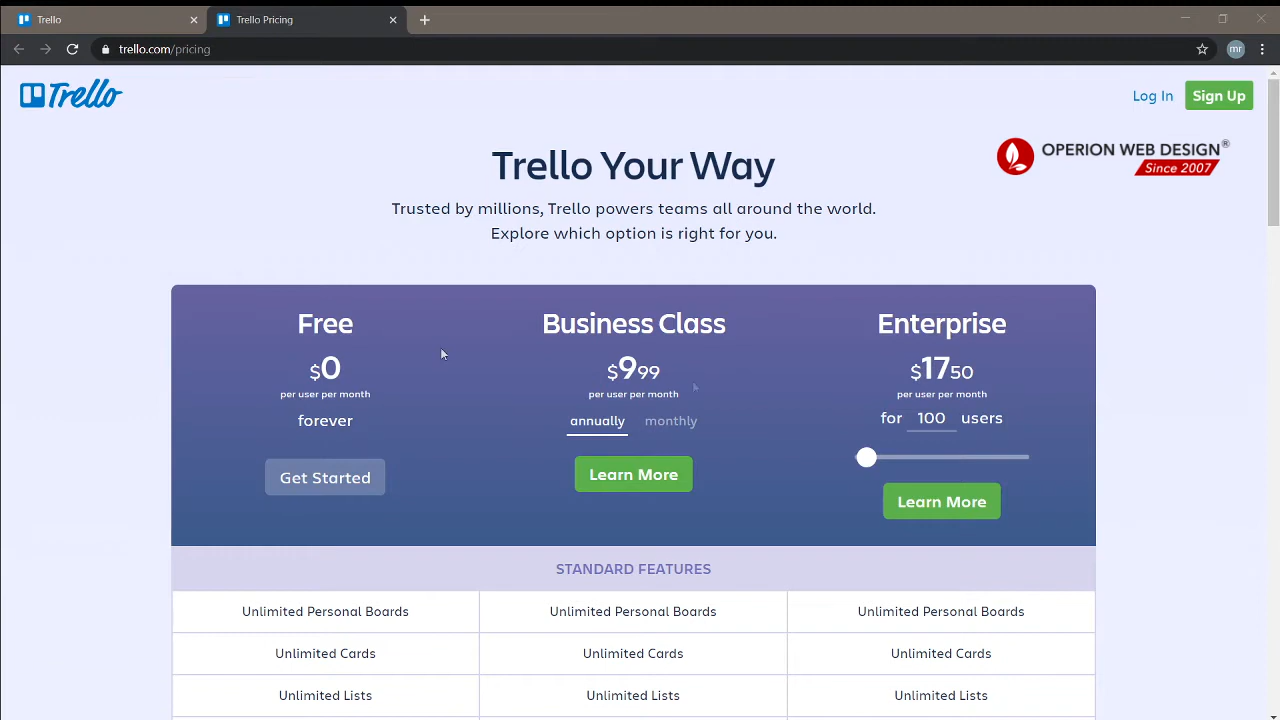 Trello
Trello Pricing
trello.com/pricing
mr
Trello
Log In
Sign Up
OPERION WEB DESIGN®
Since 2007
Trello Your Way
Trusted by millions, Trello powers teams all around the world.
Explore which option is right for you.
Free
$0
per user per month
forever
Get Started
Business Class
$999
per user per month
annually monthly
Learn More
Enterprise
$1750
per user per month
for 100 users
Learn More
STANDARD FEATURES
Unlimited Personal Boards Unlimited Personal Boards Unlimited Personal Boards
Unlimited Cards Unlimited Cards Unlimited Cards
Unlimited Lists Unlimited Lists Unlimited Lists